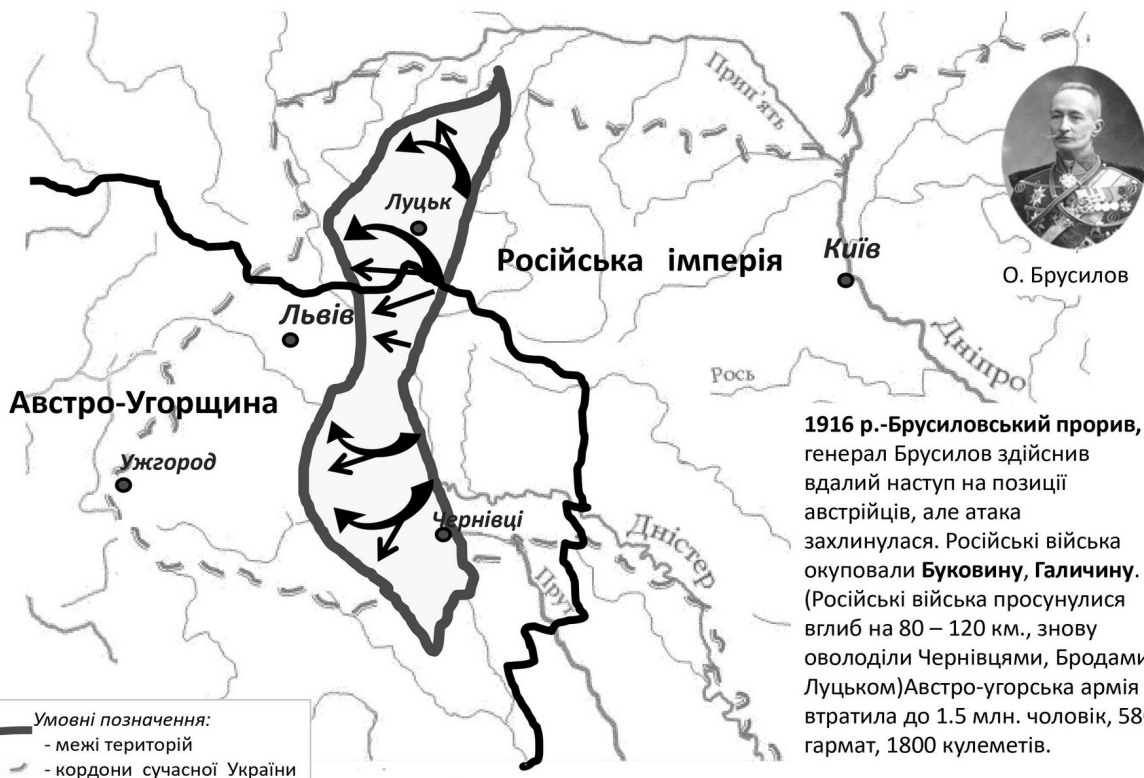 Прип'ять
Луцьк
Російська імперія
Київ
О. Брусилов
Львів
Дніпро
Рось
Австро-Угорщина
Ужгород
Чернівці
Дністер
Прут
1916 р.-Брусиловський прорив,
генерал Брусилов здійснив
вдалий наступ на позиції
австрійців, але атака
захлинулася. Російські війська
окуповали Буковину, Галичину.
(Російські війська просунулися
вглиб на 80 – 120 км., знову
оволоділи Чернівцями, Бродами
Луцьком)Австро-угорська армія
втратила до 1.5 млн. чоловік,
гармат, 1800 кулеметів.
Умовні позначення:
- межі територій
- кордони сучасної України